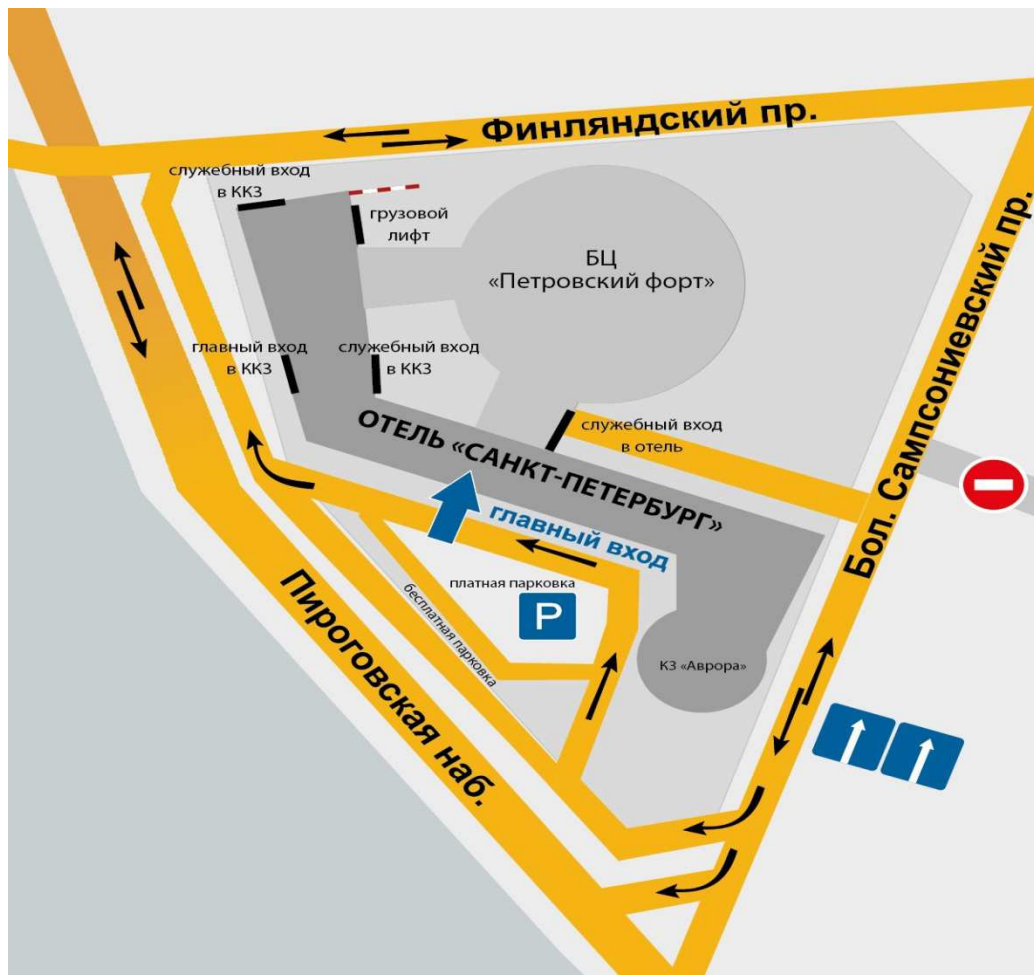 Финляндский пр.
служебный вход
в ККЗ
грузовой
лифт
БЦ
«Петровский форт»
главный вход
в ККЗ
служебный вход
в ККЗ
служебный вход
в отель
ОТЕЛЬ «САНКТ-ПЕТЕРБУРГ»
главный вход
Бол. Сампсониевский пр.
платная парковка
P
бесплатная парковка
КЗ «Аврора»
Пироговская наб.